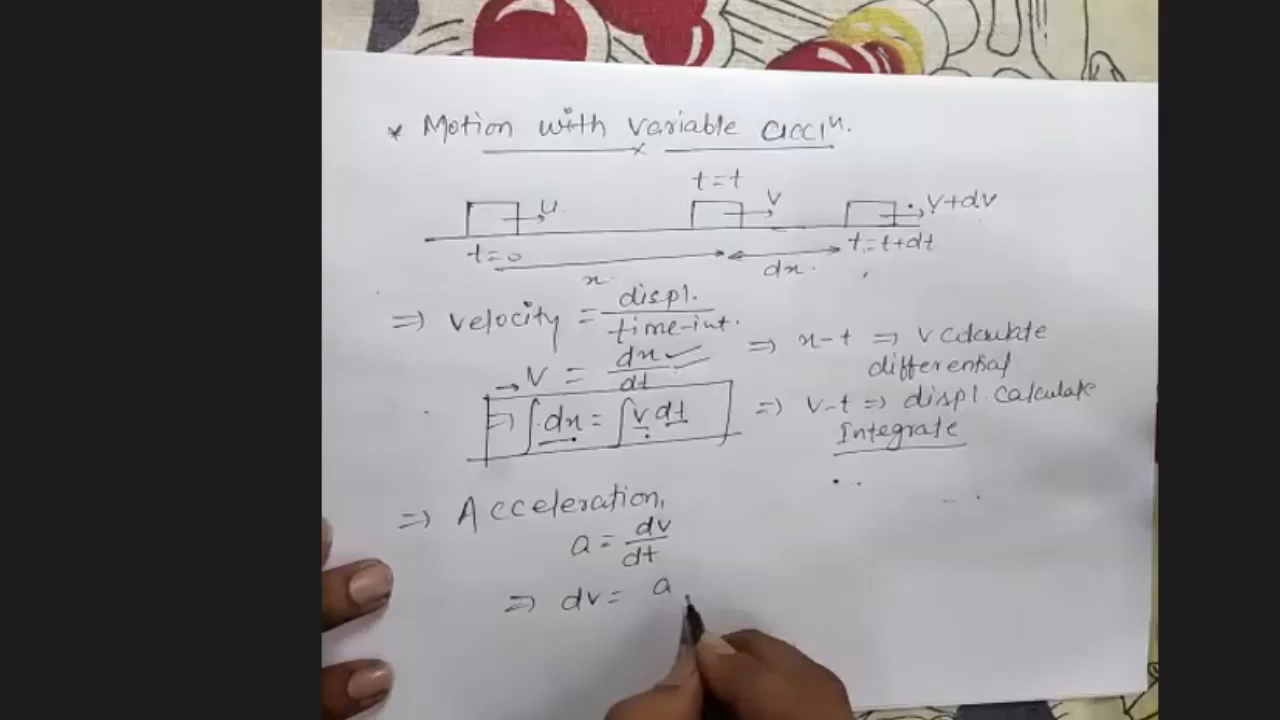 * Motion with variable accln.
t=t
u
v
v+dv
t=0
t=t+dt
x
dx.
=> velocity = displ. / time-int.
→ v = dx/dt ✓ => x-t => v calculate
differential
=> ∫dx = ∫v dt => v-t => displ. calculate
Integrate
=> Acceleration,
a = dv/dt
=> dv = a